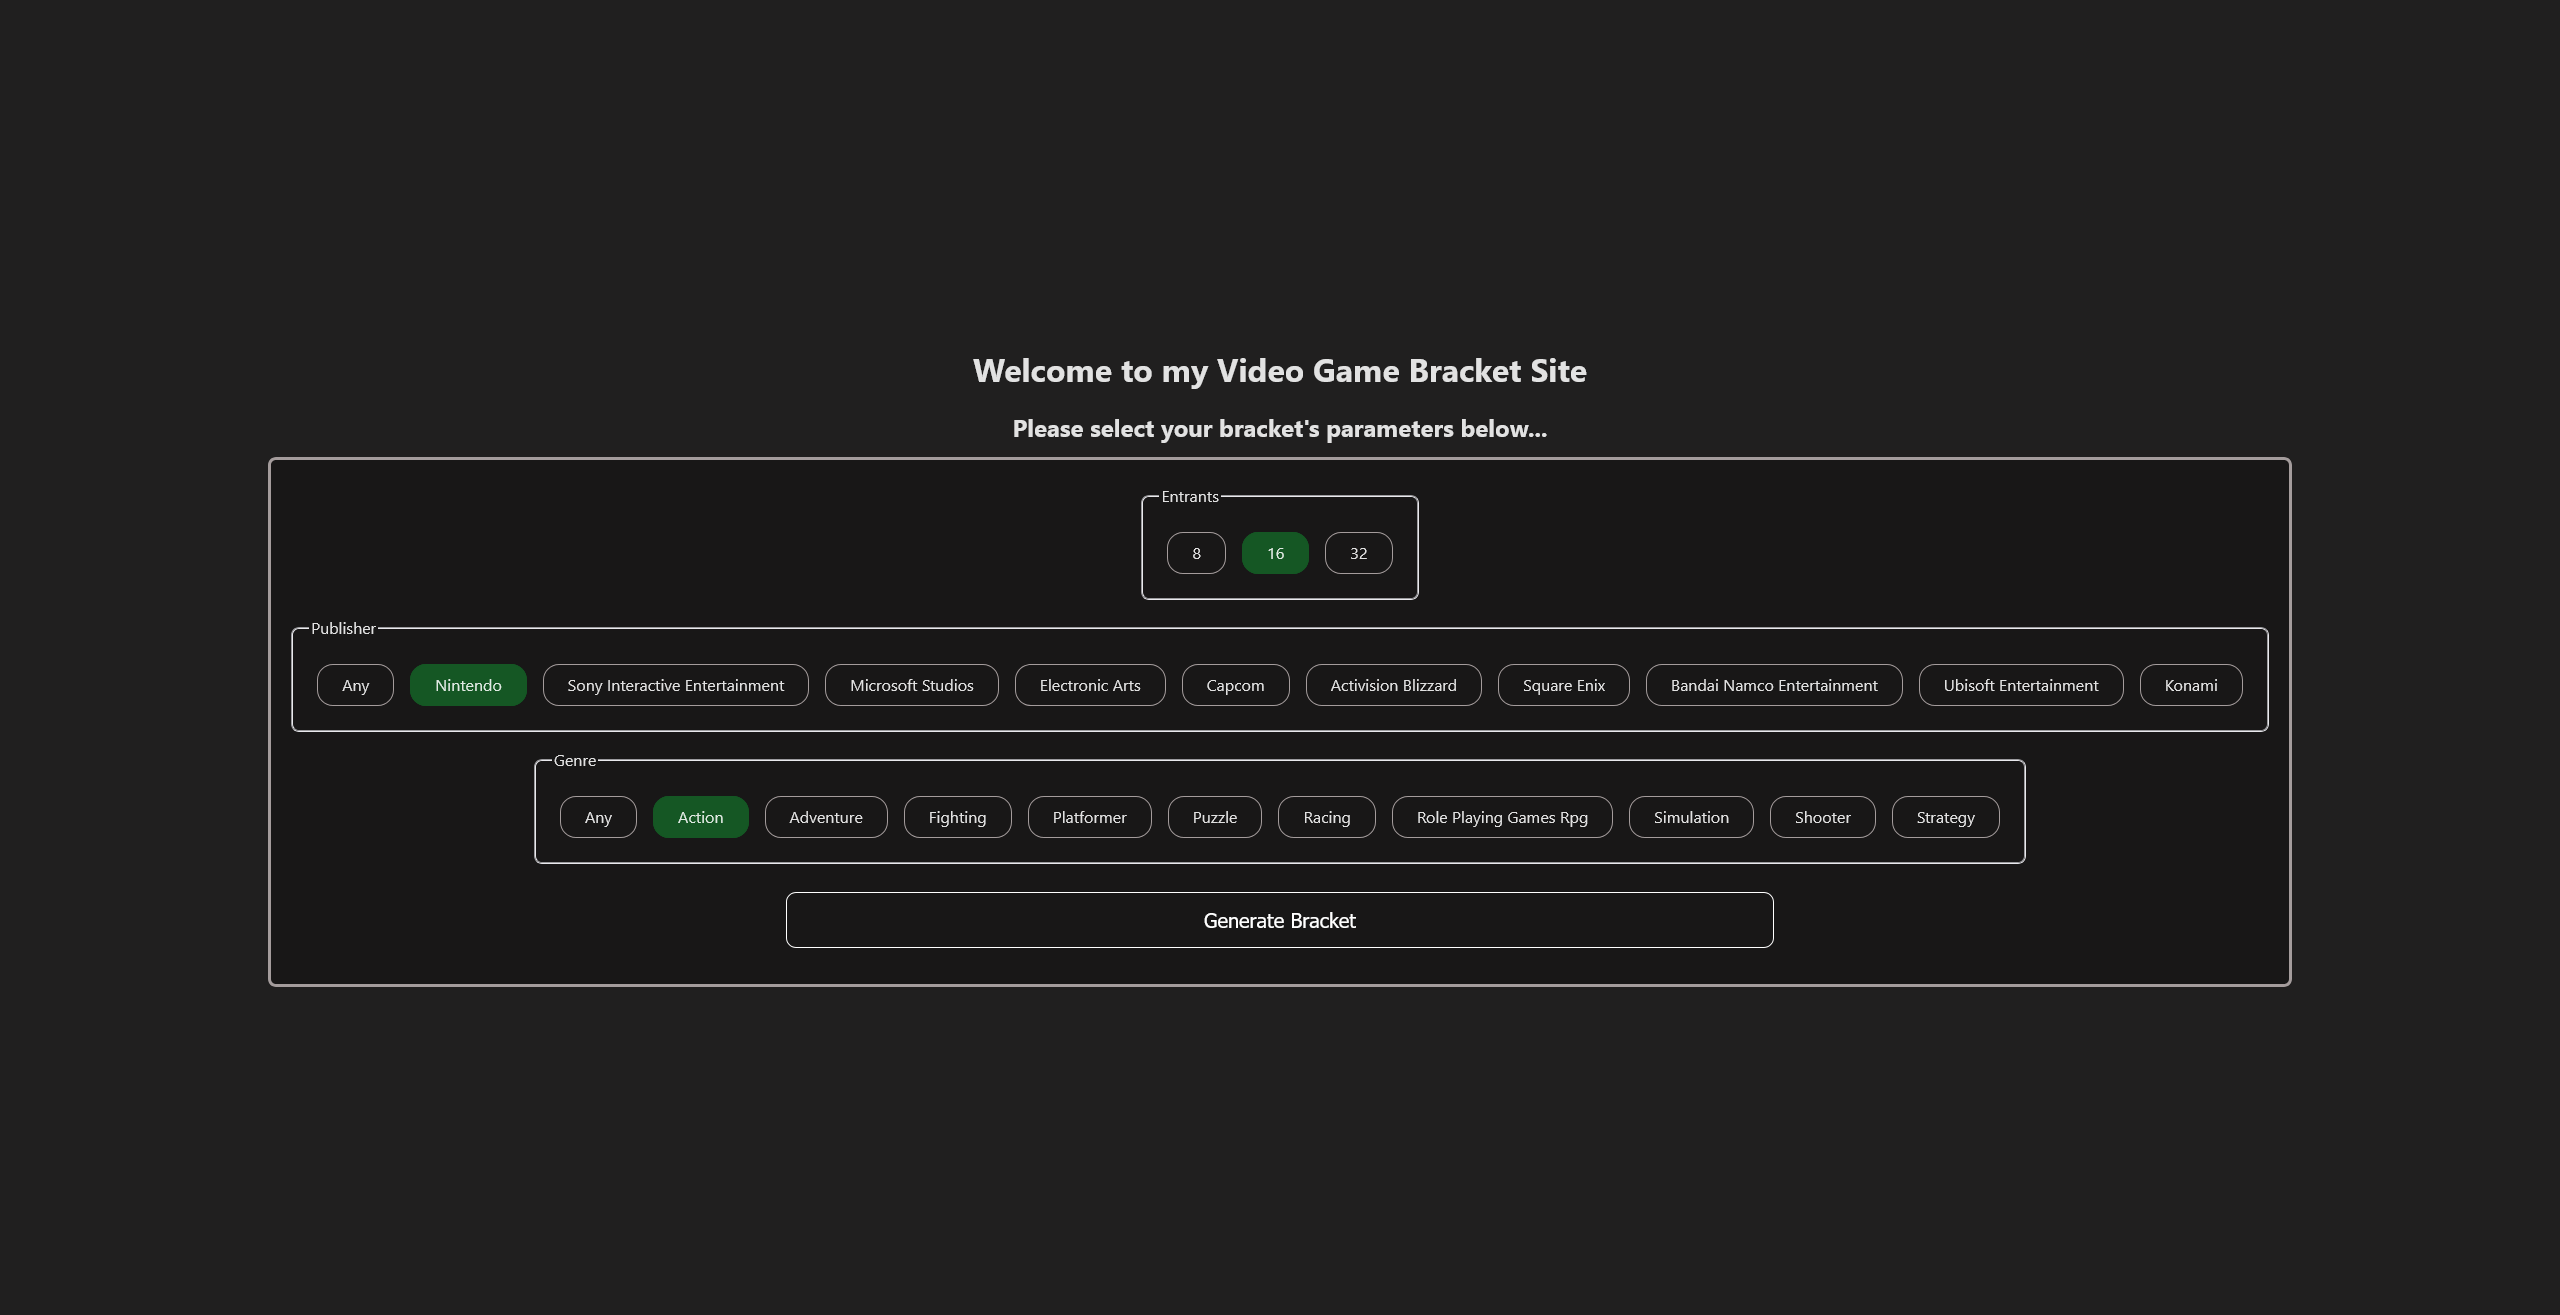 Welcome to my Video Game Bracket Site
Please select your bracket's parameters below...
Entrants
8 16 32
Publisher
Any Nintendo Sony Interactive Entertainment Microsoft Studios Electronic Arts Capcom Activision Blizzard Square Enix Bandai Namco Entertainment Ubisoft Entertainment Konami
Genre
Any Action Adventure Fighting Platformer Puzzle Racing Role Playing Games Rpg Simulation Shooter Strategy
Generate Bracket